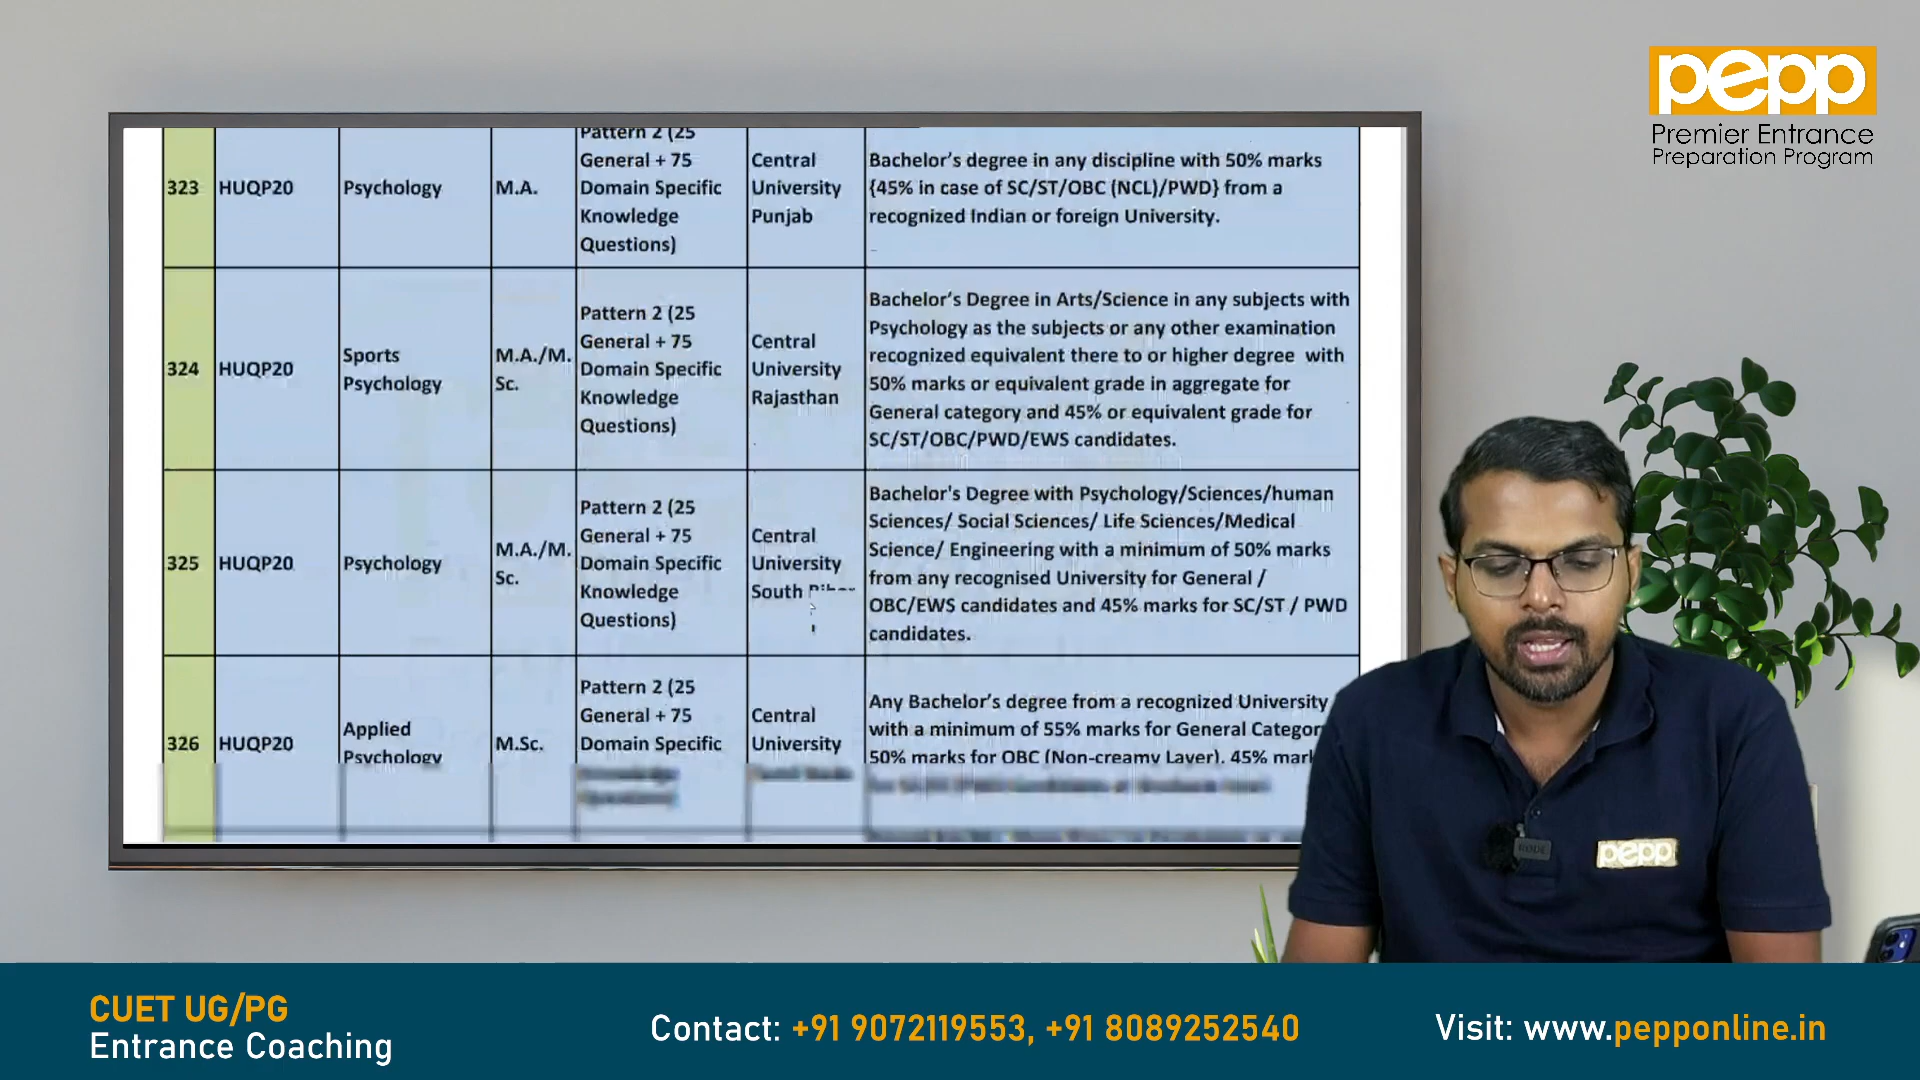 pepp
Premier Entrance
Preparation Program
323
HUQP20
Psychology
M.A.
Pattern 2 (25
General + 75
Domain Specific
Knowledge
Questions)
Central
University
Punjab
Bachelor’s degree in any discipline with 50% marks
{45% in case of SC/ST/OBC (NCL)/PWD} from a
recognized Indian or foreign University.
324
HUQP20
Sports
Psychology
M.A./M.
Sc.
Pattern 2 (25
General + 75
Domain Specific
Knowledge
Questions)
Central
University
Rajasthan
Bachelor’s Degree in Arts/Science in any subjects with
Psychology as the subjects or any other examination
recognized equivalent there to or higher degree with
50% marks or equivalent grade in aggregate for
General category and 45% or equivalent grade for
SC/ST/OBC/PWD/EWS candidates.
325
HUQP20
Psychology
M.A./M.
Sc.
Pattern 2 (25
General + 75
Domain Specific
Knowledge
Questions)
Central
University
South
Bachelor's Degree with Psychology/Sciences/human
Sciences/ Social Sciences/ Life Sciences/Medical
Science/ Engineering with a minimum of 50% marks
from any recognised University for General /
OBC/EWS candidates and 45% marks for SC/ST / PWD
candidates.
326
HUQP20
Applied
Psychology
M.Sc.
Pattern 2 (25
General + 75
Domain Specific
Central
University
Any Bachelor’s degree from a recognized University
with a minimum of 55% marks for General
50% marks for OBC (Non-creamy Layer), 45%
RODE
pepp
CUET UG/PG
Entrance Coaching
Contact: +91 9072119553, +91 8089252540
Visit: www.pepponline.in